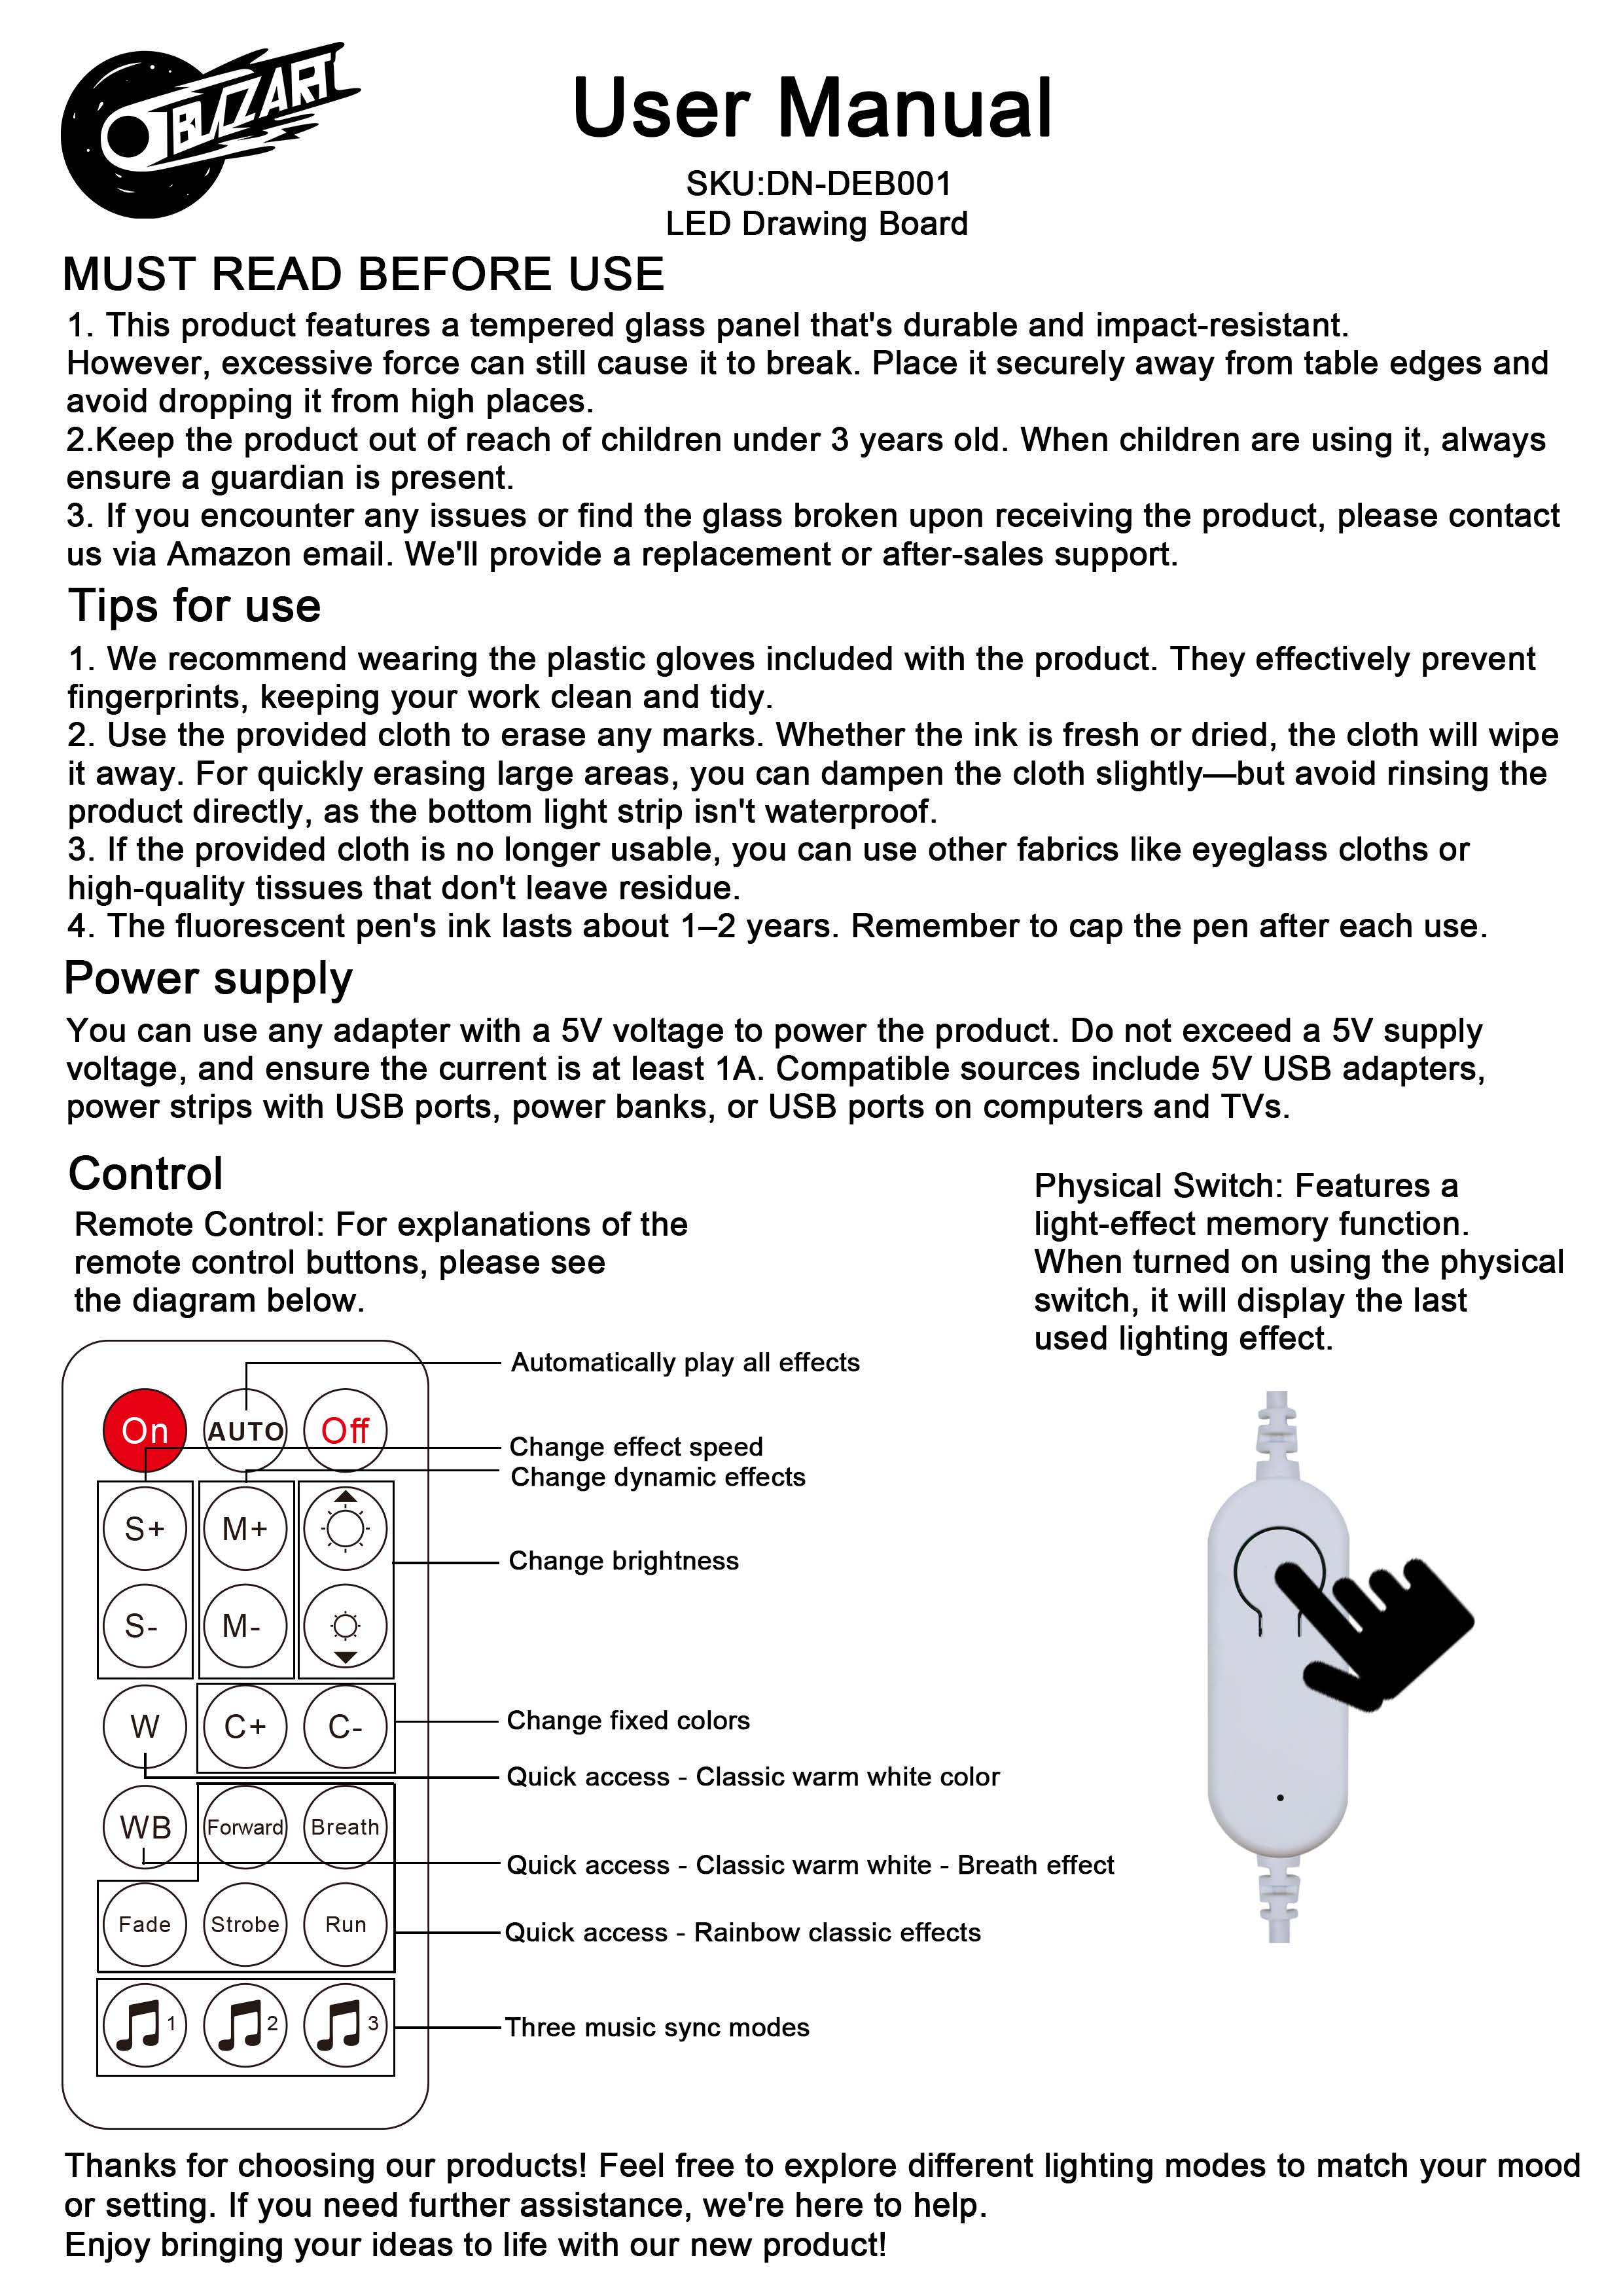 BLIZART
User Manual
SKU:DN-DEB001
LED Drawing Board
MUST READ BEFORE USE
1. This product features a tempered glass panel that's durable and impact-resistant.
However, excessive force can still cause it to break. Place it securely away from table edges and
avoid dropping it from high places.
2.Keep the product out of reach of children under 3 years old. When children are using it, always
ensure a guardian is present.
3. If you encounter any issues or find the glass broken upon receiving the product, please contact
us via Amazon email. We'll provide a replacement or after-sales support.
Tips for use
1. We recommend wearing the plastic gloves included with the product. They effectively prevent
fingerprints, keeping your work clean and tidy.
2. Use the provided cloth to erase any marks. Whether the ink is fresh or dried, the cloth will wipe
it away. For quickly erasing large areas, you can dampen the cloth slightly—but avoid rinsing the
product directly, as the bottom light strip isn't waterproof.
3. If the provided cloth is no longer usable, you can use other fabrics like eyeglass cloths or
high-quality tissues that don't leave residue.
4. The fluorescent pen's ink lasts about 1–2 years. Remember to cap the pen after each use.
Power supply
You can use any adapter with a 5V voltage to power the product. Do not exceed a 5V supply
voltage, and ensure the current is at least 1A. Compatible sources include 5V USB adapters,
power strips with USB ports, power banks, or USB ports on computers and TVs.
Control
Remote Control: For explanations of the
remote control buttons, please see
the diagram below.
Physical Switch: Features a
light-effect memory function.
When turned on using the physical
switch, it will display the last
used lighting effect.
On AUTO Off
S+ M+
S- M-
W C+ C-
WB Forward Breath
Fade Strobe Run
1 2 3
Automatically play all effects
Change effect speed
Change dynamic effects
Change brightness
Change fixed colors
Quick access - Classic warm white color
Quick access - Classic warm white - Breath effect
Quick access - Rainbow classic effects
Three music sync modes
Thanks for choosing our products! Feel free to explore different lighting modes to match your mood
or setting. If you need further assistance, we're here to help.
Enjoy bringing your ideas to life with our new product!